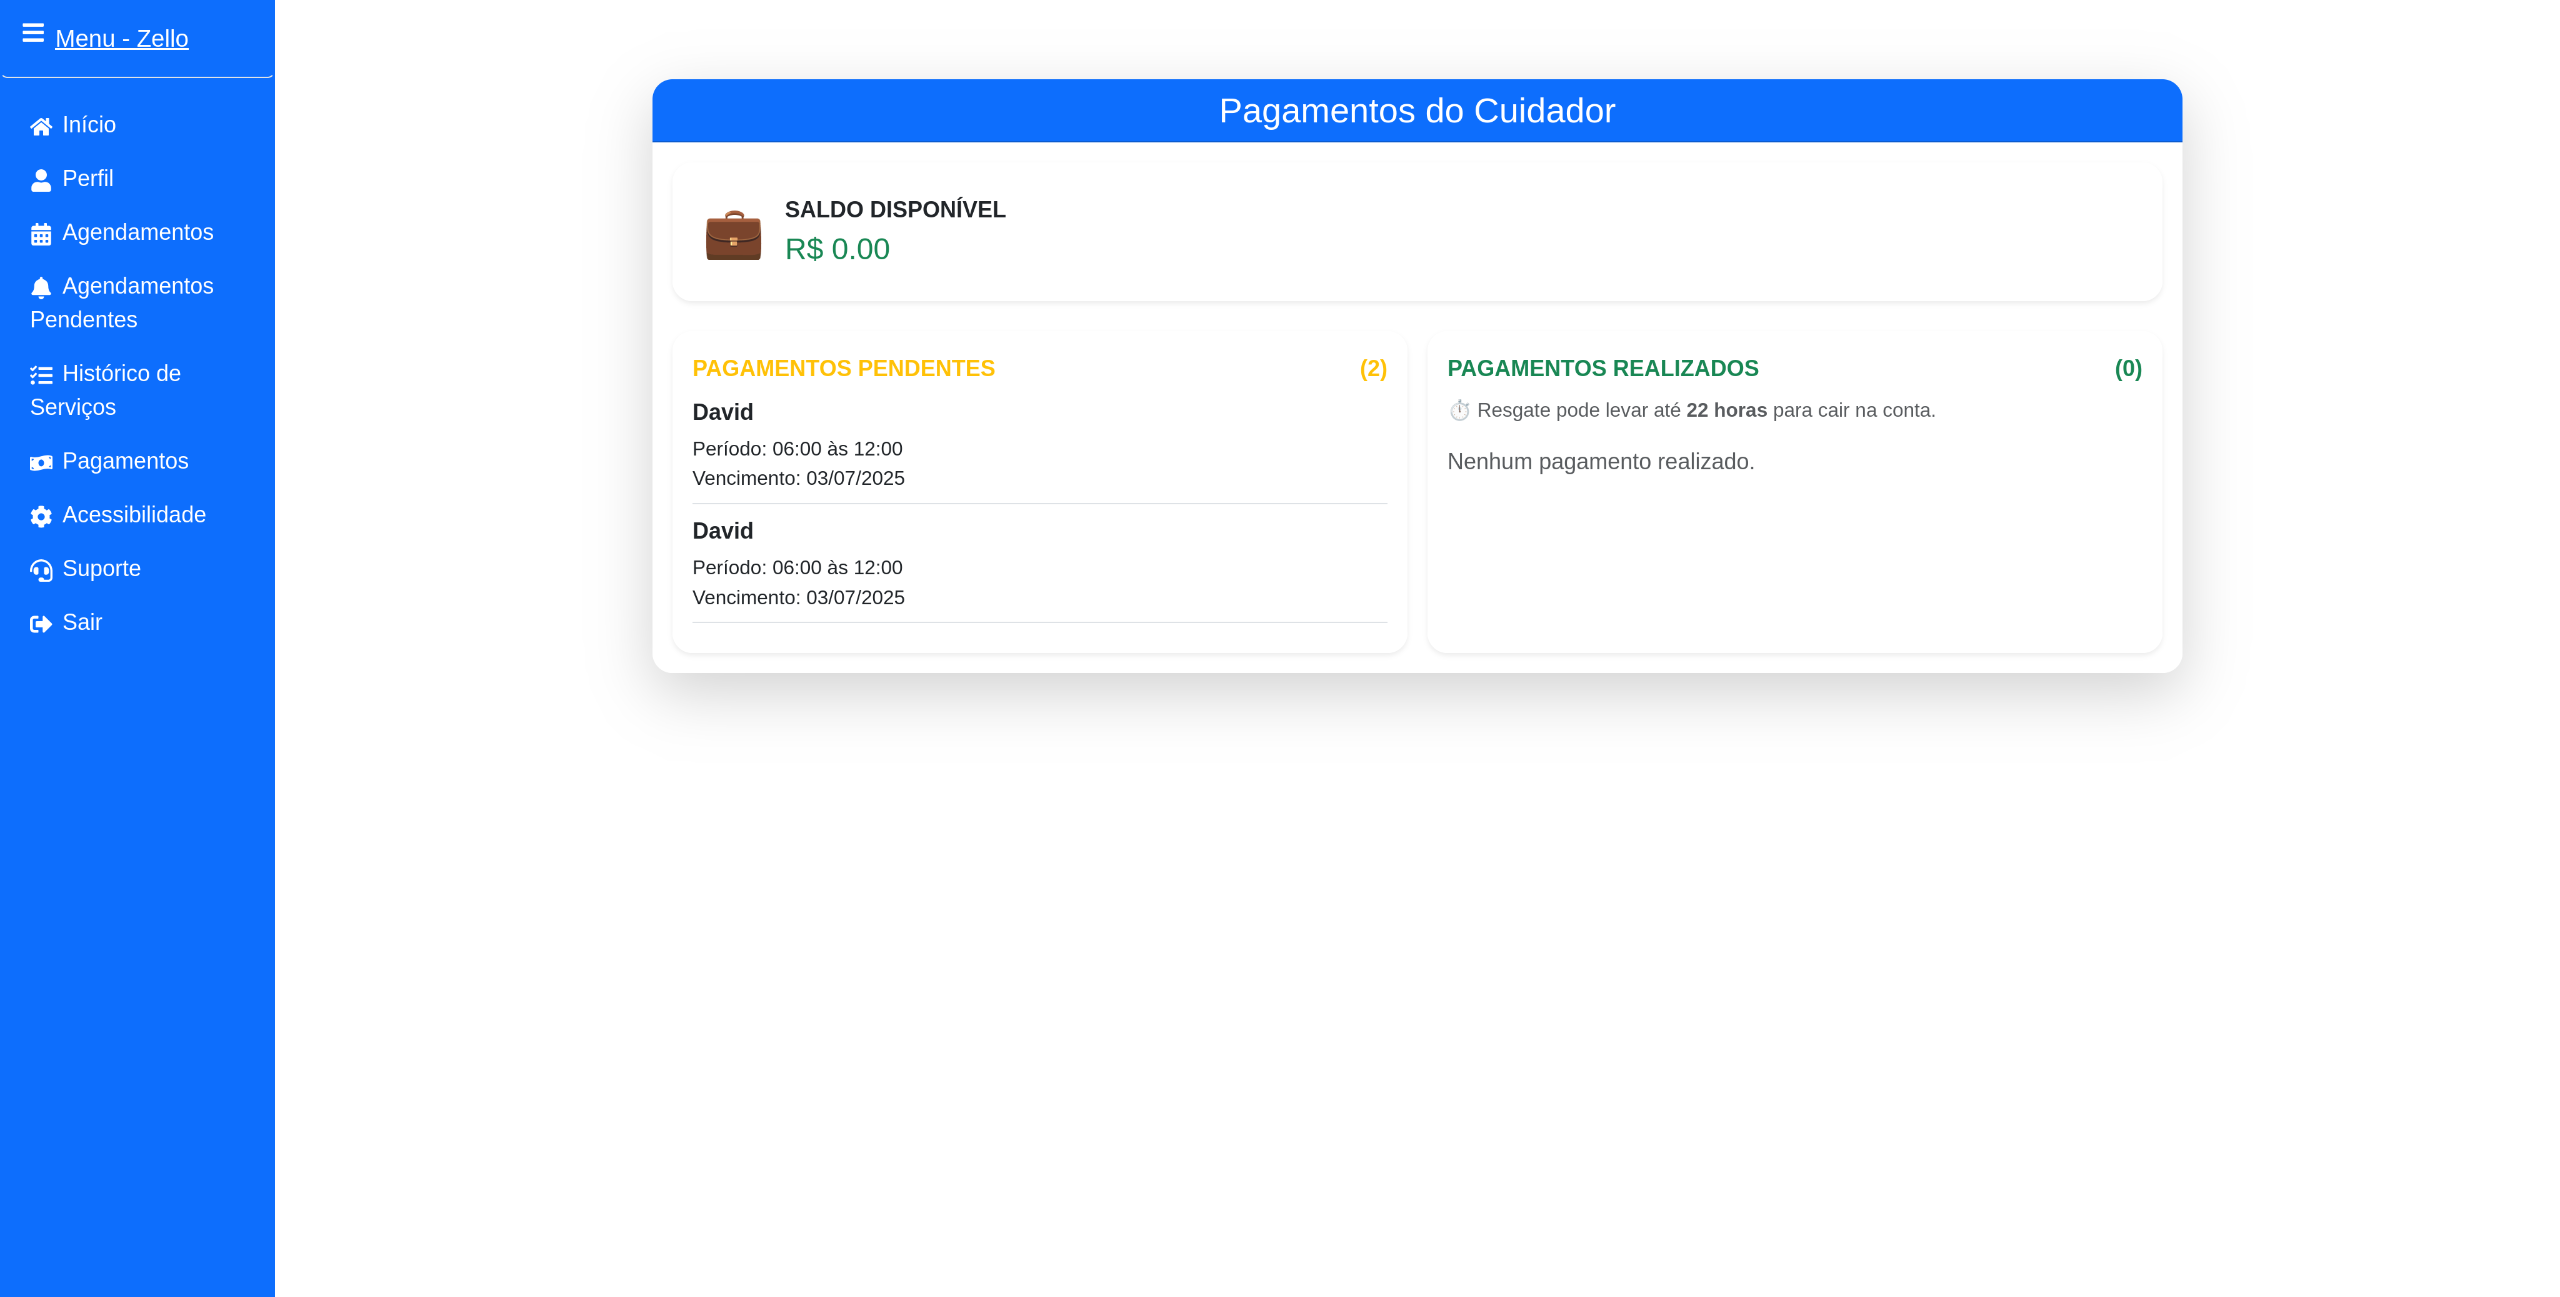 Menu - Zello
Início
Perfil
Agendamentos
Agendamentos
Pendentes
Histórico de
Serviços
Pagamentos
Acessibilidade
Suporte
Sair
Pagamentos do Cuidador
SALDO DISPONÍVEL
R$ 0.00
PAGAMENTOS PENDENTES (2)
David
Período: 06:00 às 12:00
Vencimento: 03/07/2025
David
Período: 06:00 às 12:00
Vencimento: 03/07/2025
PAGAMENTOS REALIZADOS (0)
Resgate pode levar até 22 horas para cair na conta.
Nenhum pagamento realizado.